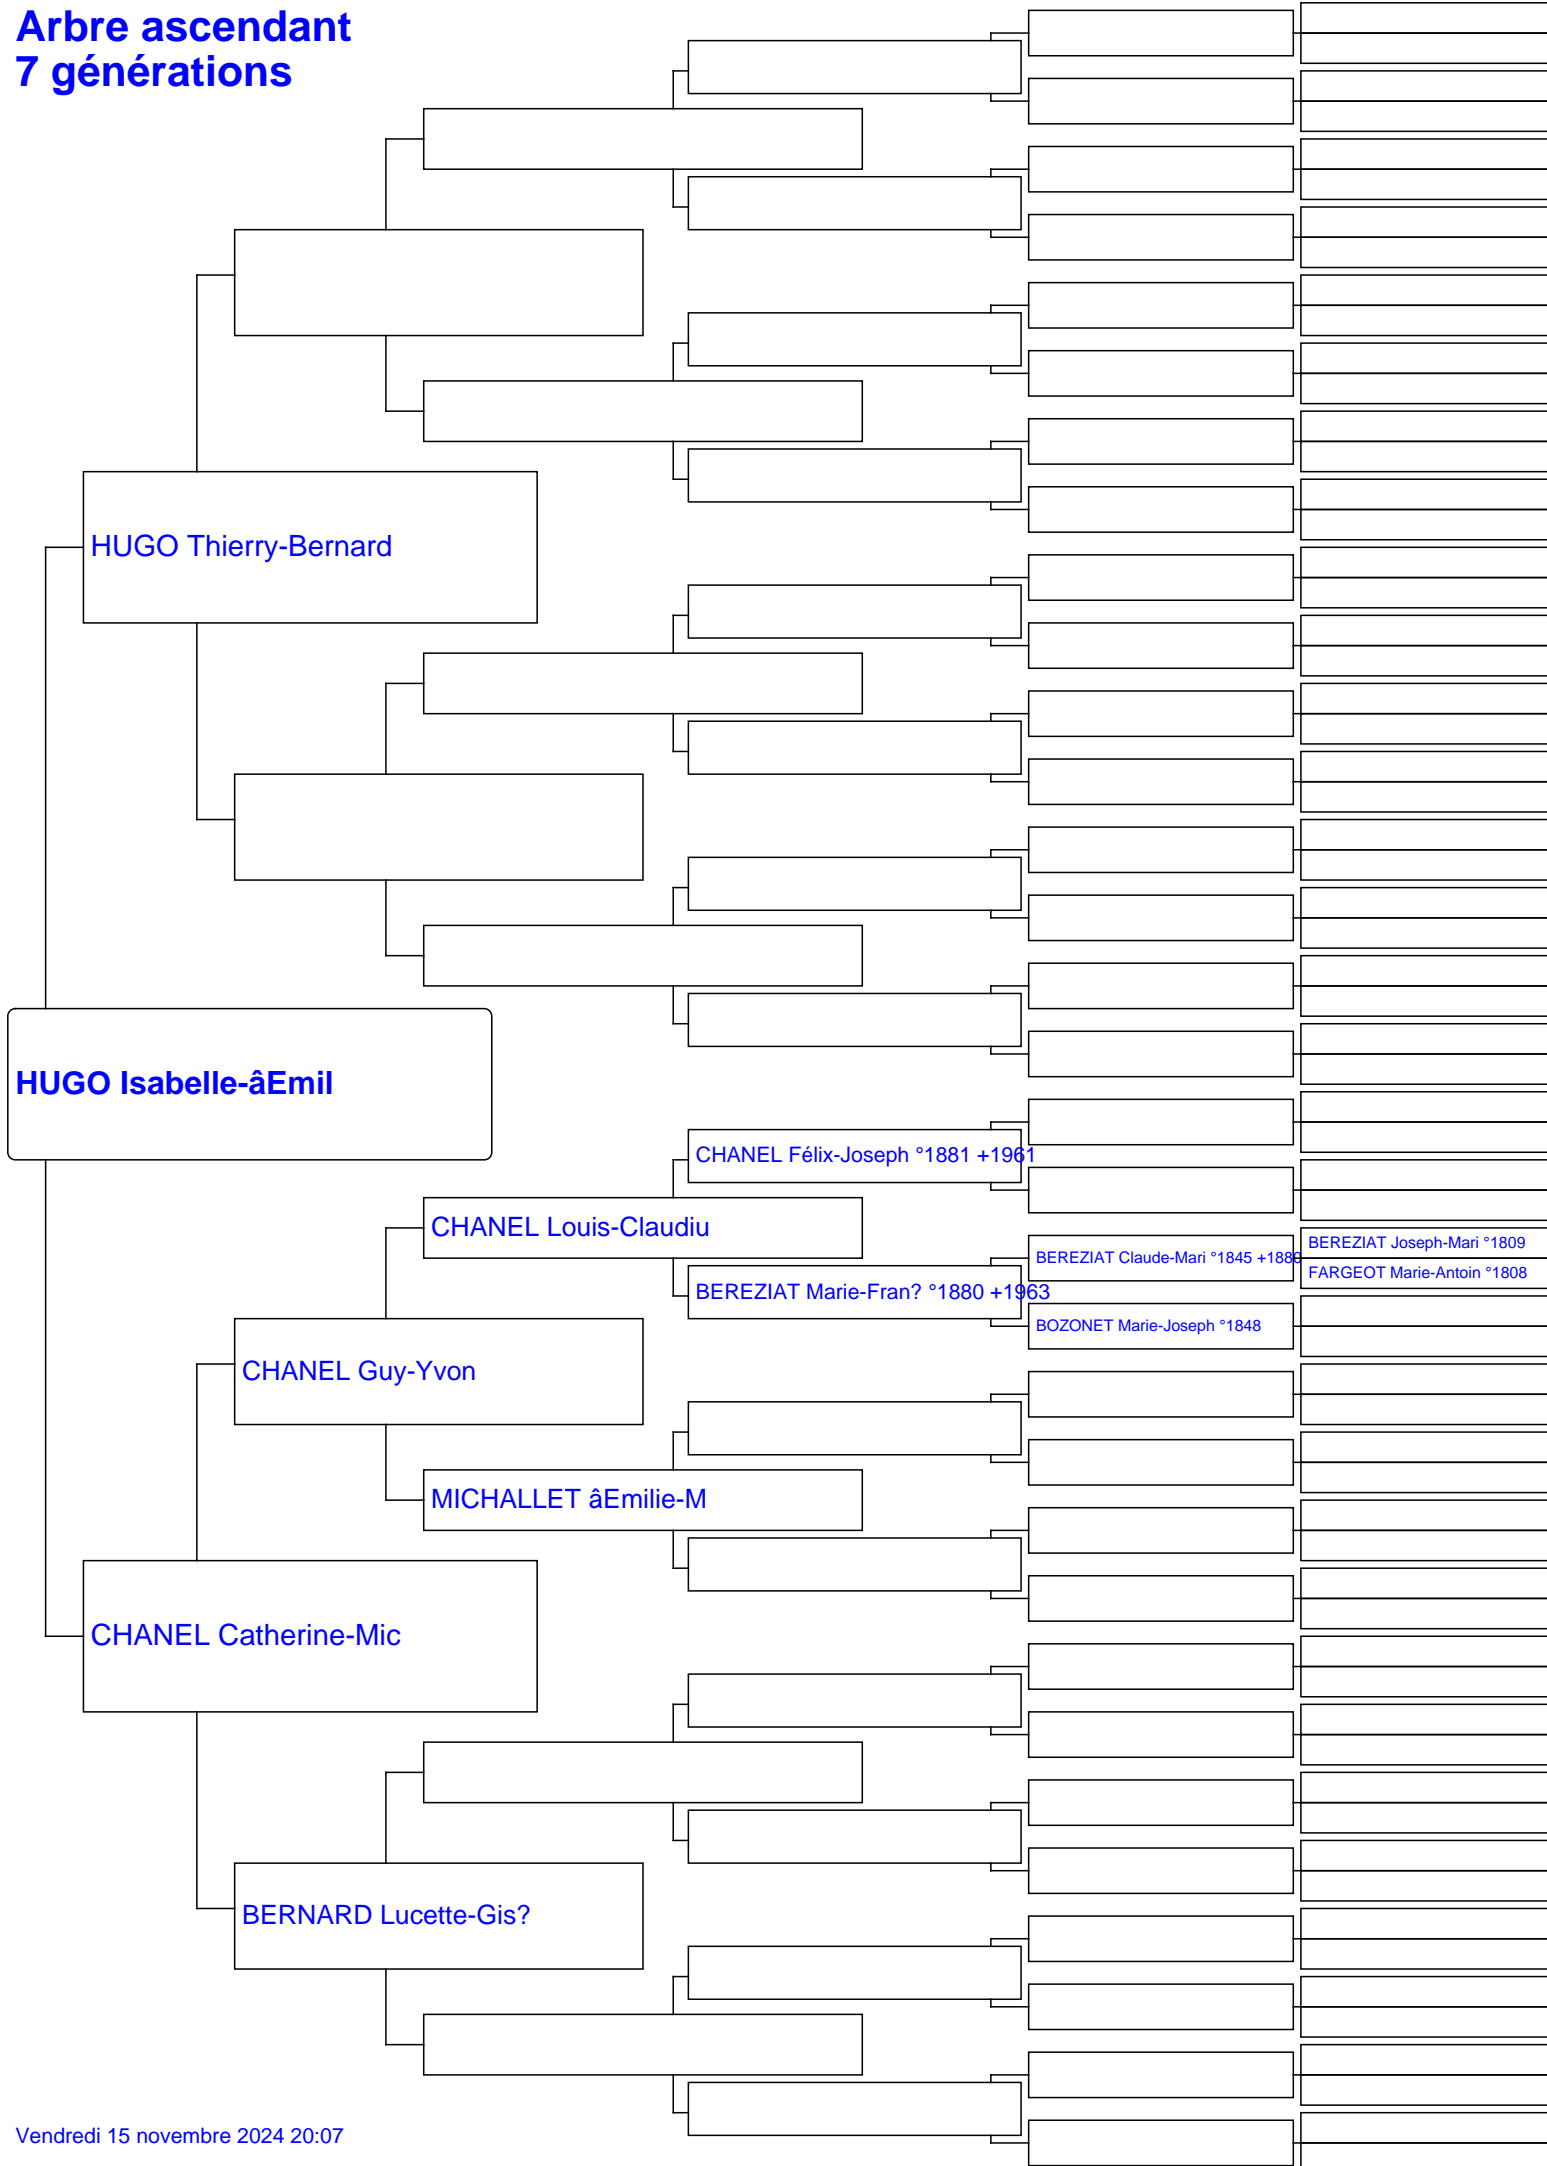 Arbre ascendant
7 générations
HUGO Thierry-Bernard
HUGO Isabelle-âEmil
CHANEL Félix-Joseph °1881 +1961
CHANEL Louis-Claudiu
BEREZIAT Joseph-Mari °1809
BEREZIAT Claude-Mari °1845 +1880
FARGEOT Marie-Antoin °1808
BEREZIAT Marie-Fran? °1880 +1963
BOZONET Marie-Joseph °1848
CHANEL Guy-Yvon
MICHALLET âEmilie-M
CHANEL Catherine-Mic
BERNARD Lucette-Gis?
Vendredi 15 novembre 2024 20:07